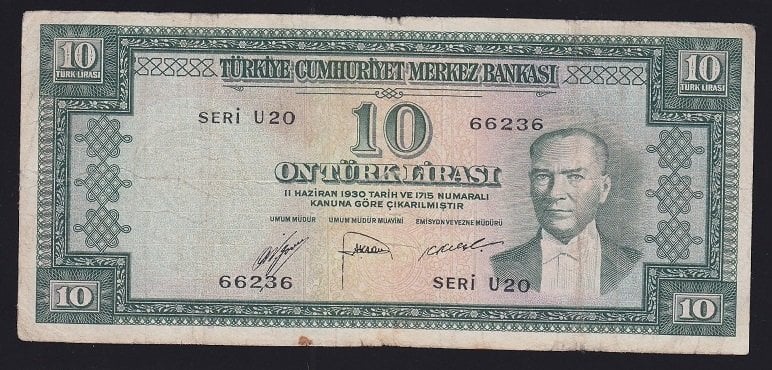 10
TÜRK LİRASI
TÜRKİYE CUMHURİYET MERKEZ BANKASI
10
TÜRK LİRASI
SERİ U20
10
66236
ON TÜRK LİRASI
11 HAZİRAN 1930 TARİH VE 1715 NUMARALI
KANUNA GÖRE ÇIKARILMIŞTIR
UMUM MÜDÜR
UMUM MÜDÜR MUAVİNİ
EMİSYON VE VEZNE MÜDÜRÜ
66236
SERİ U20
10
10